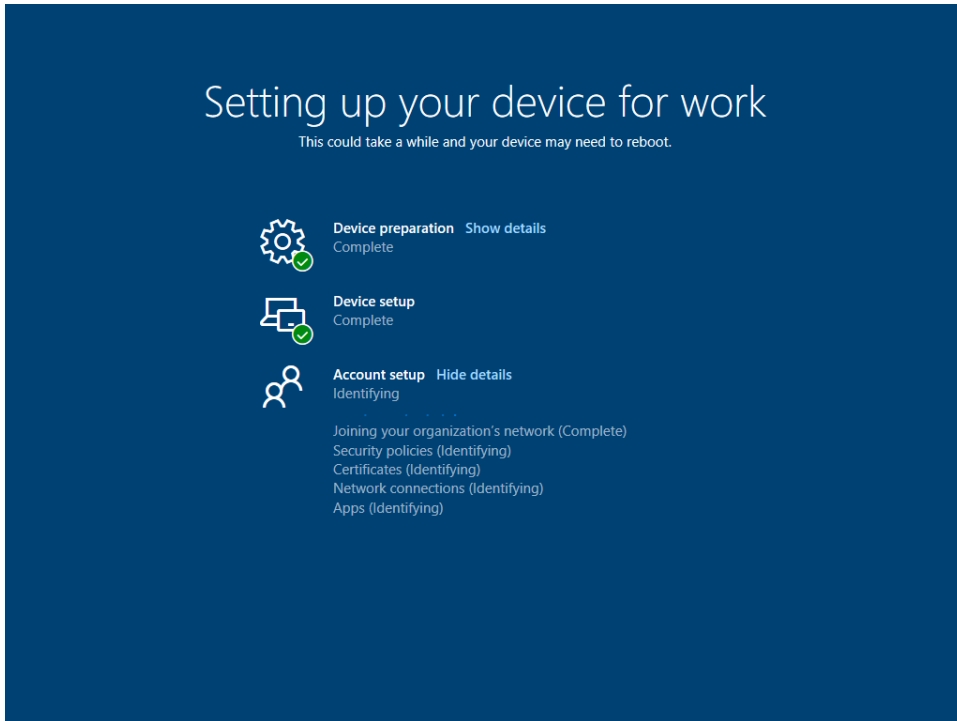 Setting up your device for work
This could take a while and your device may need to reboot.
Device preparation Show details
Complete
Device setup
Complete
Account setup Hide details
Identifying
Joining your organization's network (Complete)
Security policies (Identifying)
Certificates (Identifying)
Network connections (Identifying)
Apps (Identifying)